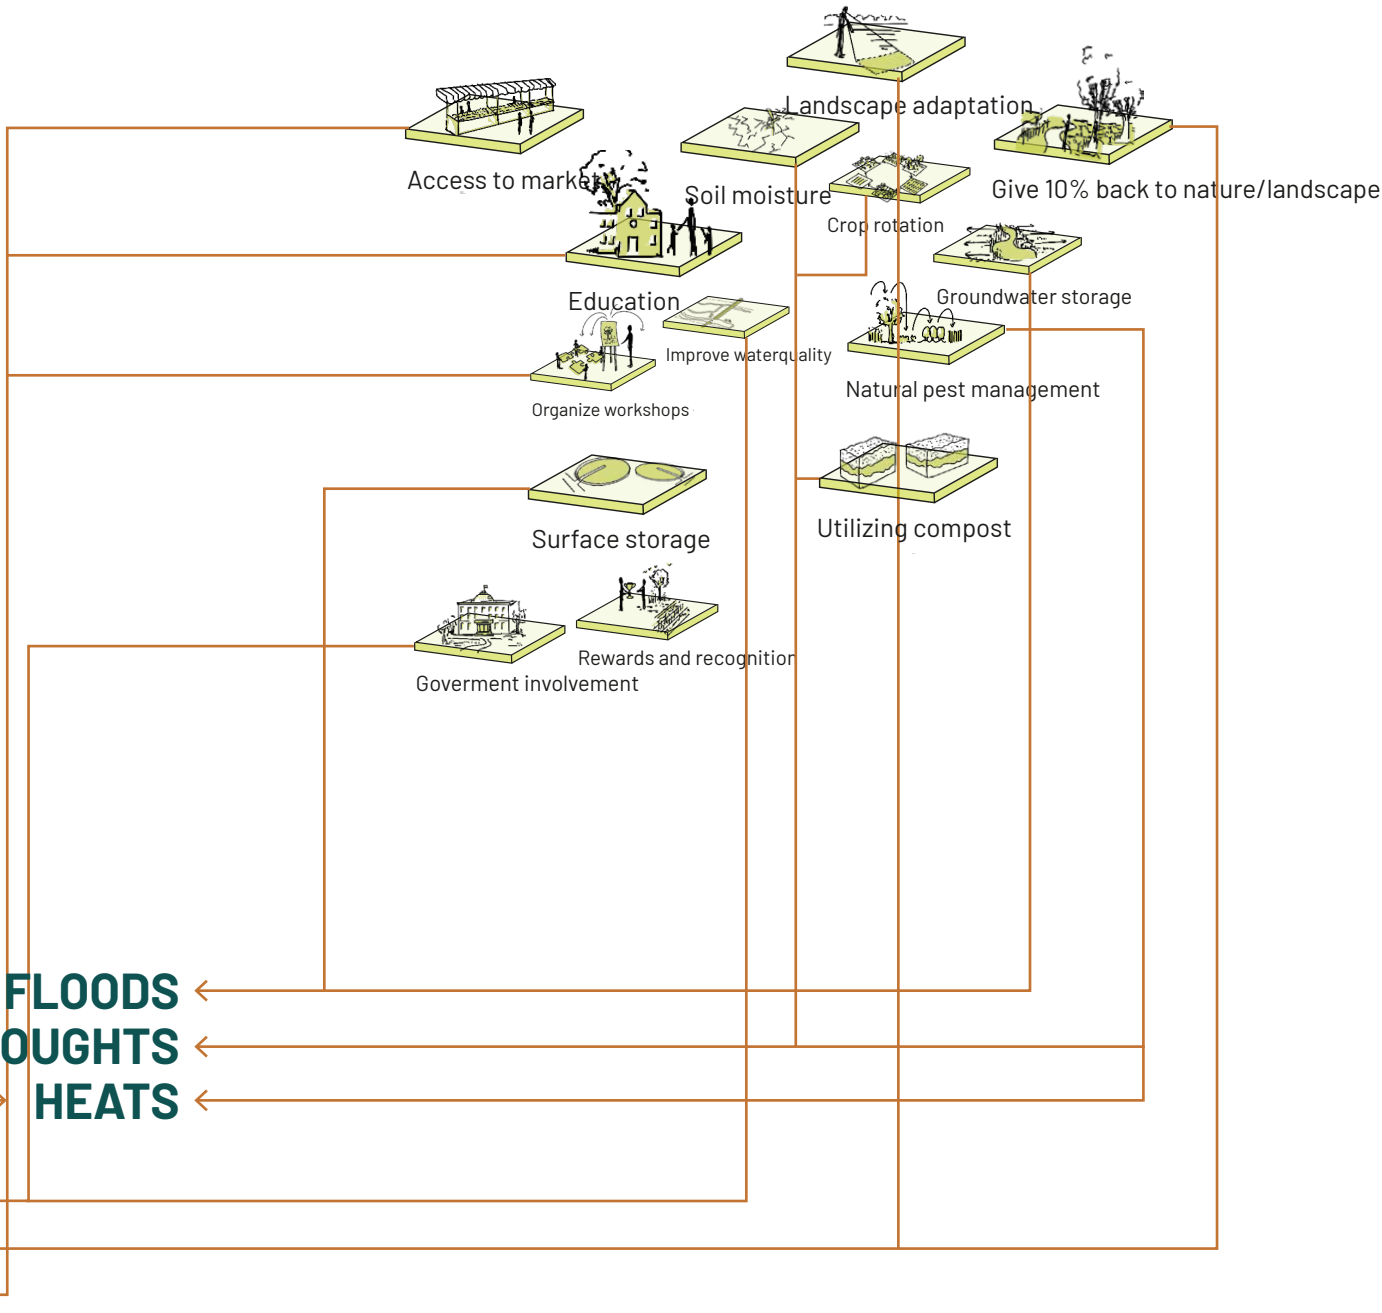 Landscape adaptation
Access to market
Soil moisture
Give 10% back to nature/landscape
Crop rotation
Education
Groundwater storage
Improve waterquality
Natural pest management
Organize workshops
Utilizing compost
Surface storage
Rewards and recognition
Goverment involvement
FLOODS
OUGHTS
HEATS